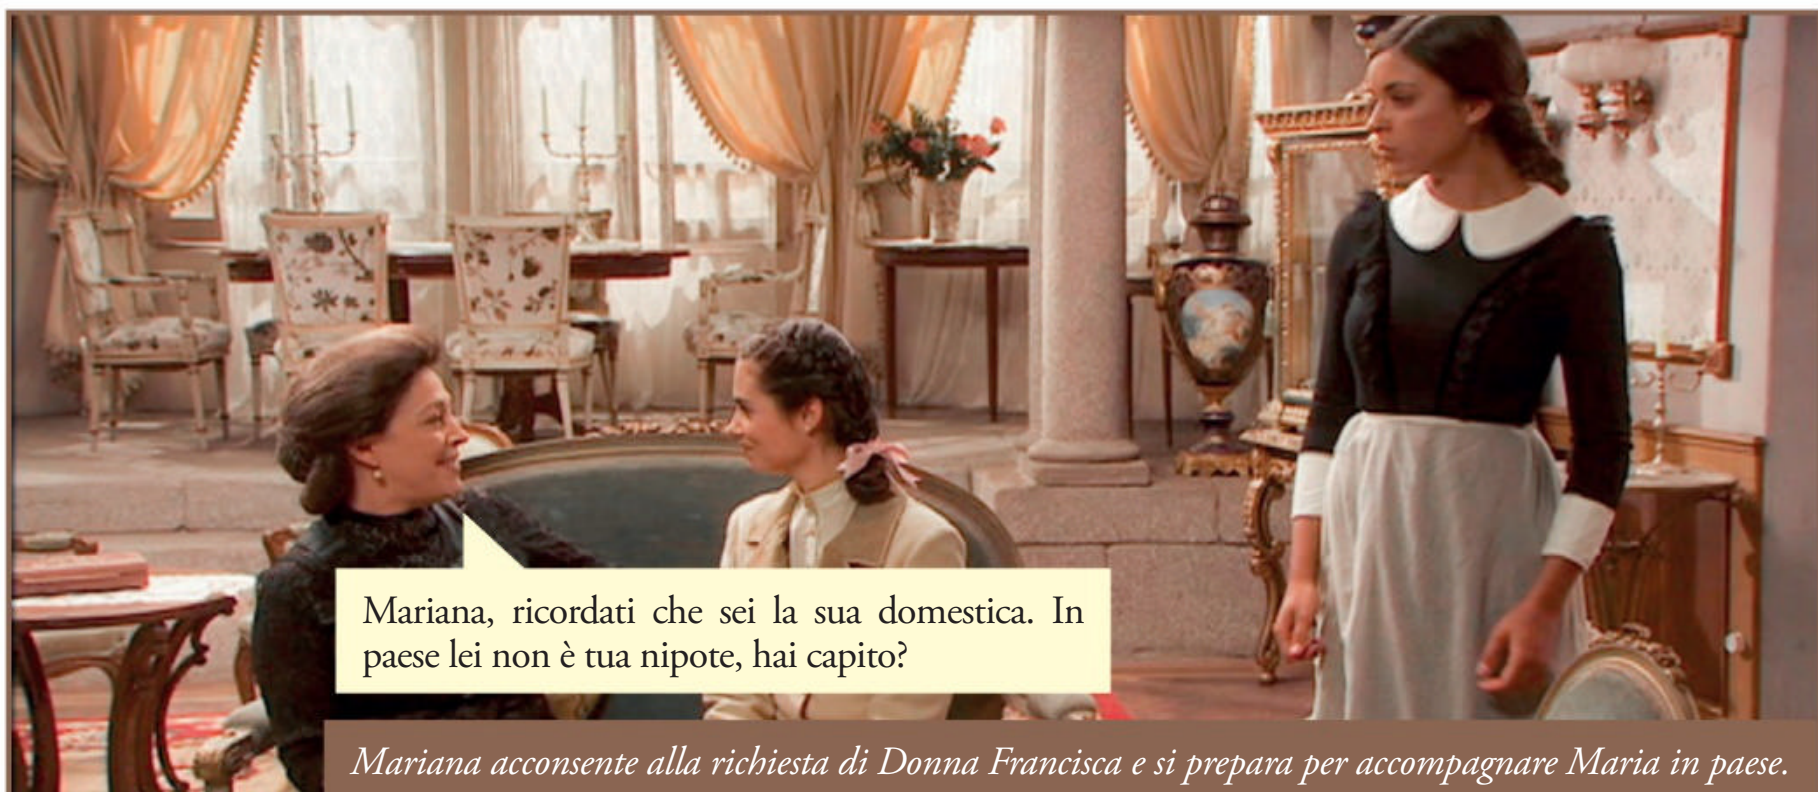 Mariana, ricordati che sei la sua domestica. In
paese lei non è tua nipote, hai capito?
Mariana acconsente alla richiesta di Donna Francisca e si prepara per accompagnare Maria in paese.